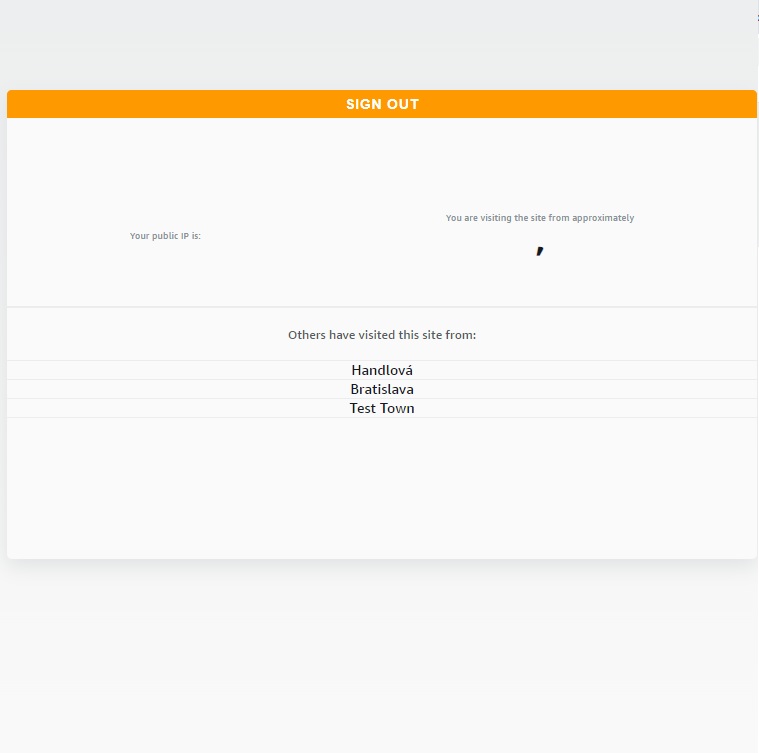 SIGN OUT
You are visiting the site from approximately
Your public IP is:
,
Others have visited this site from:
Handlová
Bratislava
Test Town